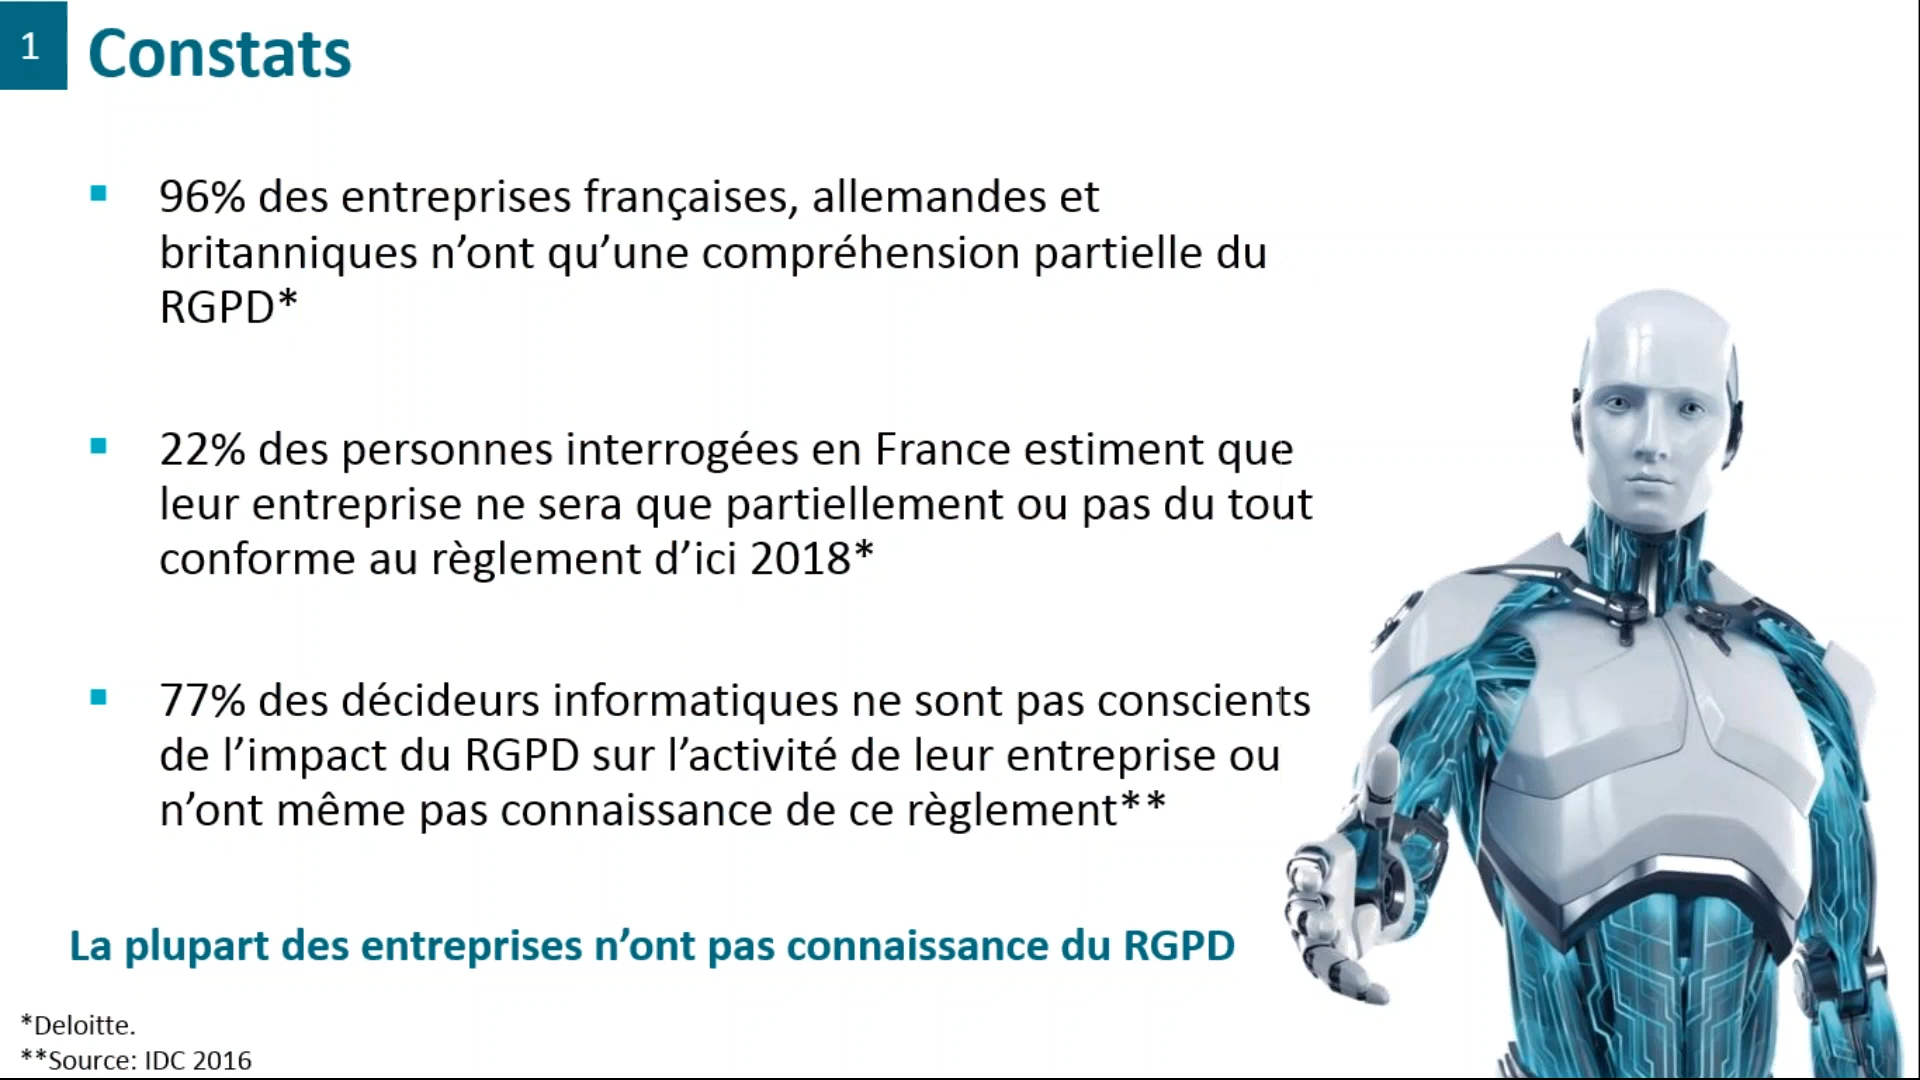 1 Constats
96% des entreprises françaises, allemandes et
britanniques n’ont qu’une compréhension partielle du
RGPD*
22% des personnes interrogées en France estiment que
leur entreprise ne sera que partiellement ou pas du tout
conforme au règlement d’ici 2018*
77% des décideurs informatiques ne sont pas conscients
de l’impact du RGPD sur l’activité de leur entreprise ou
n’ont même pas connaissance de ce règlement**
La plupart des entreprises n’ont pas connaissance du RGPD
*Deloitte.
**Source: IDC 2016